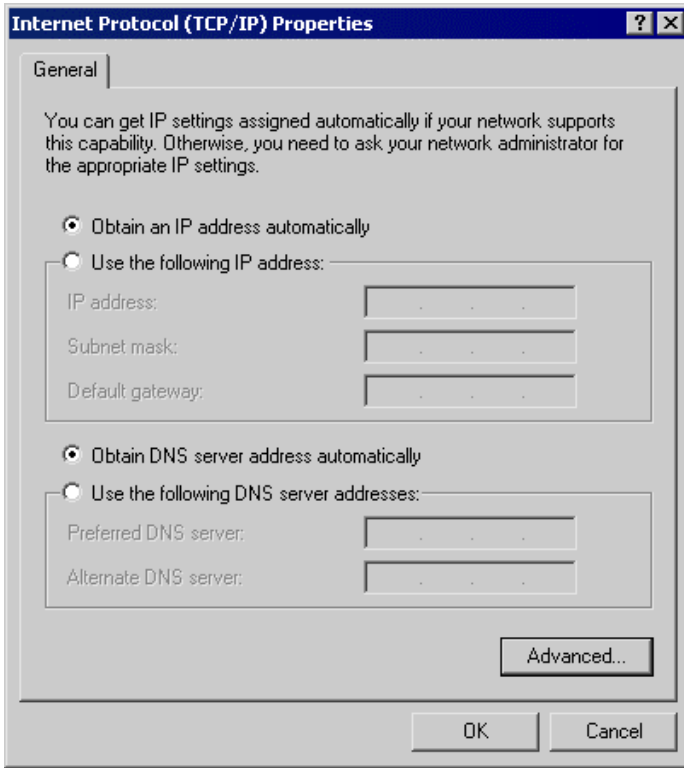 Internet Protocol (TCP/IP) Properties
General
You can get IP settings assigned automatically if your network supports
this capability. Otherwise, you need to ask your network administrator for
the appropriate IP settings.
Obtain an IP address automatically
Use the following IP address:
IP address:
Subnet mask:
Default gateway:
Obtain DNS server address automatically
Use the following DNS server addresses:
Preferred DNS server:
Alternate DNS server:
Advanced...
OK Cancel